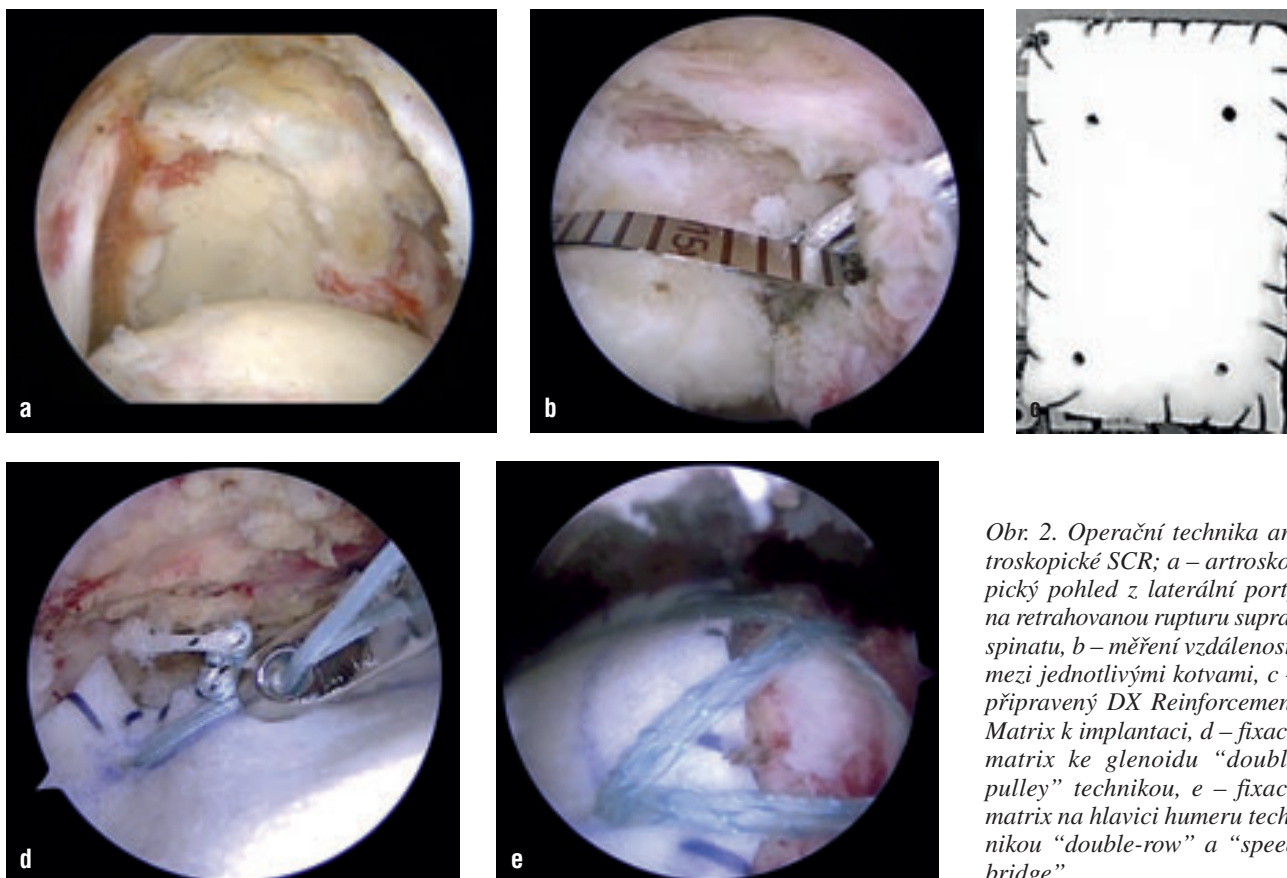 a
b
c
d
e
Obr. 2. Operační technika ar-
troskopické SCR; a – artrosko-
pický pohled z laterální port
na retrahovanou rupturu supra-
spinatu, b – měření vzdálenost
mezi jednotlivými kotvami, c –
připravený DX Reinforcemen
Matrix k implantaci, d – fixac
matrix ke glenoidu “doubl
pulley” technikou, e – fixac
matrix na hlavici humeru tech-
nikou “double-row” a “speed
bridge”